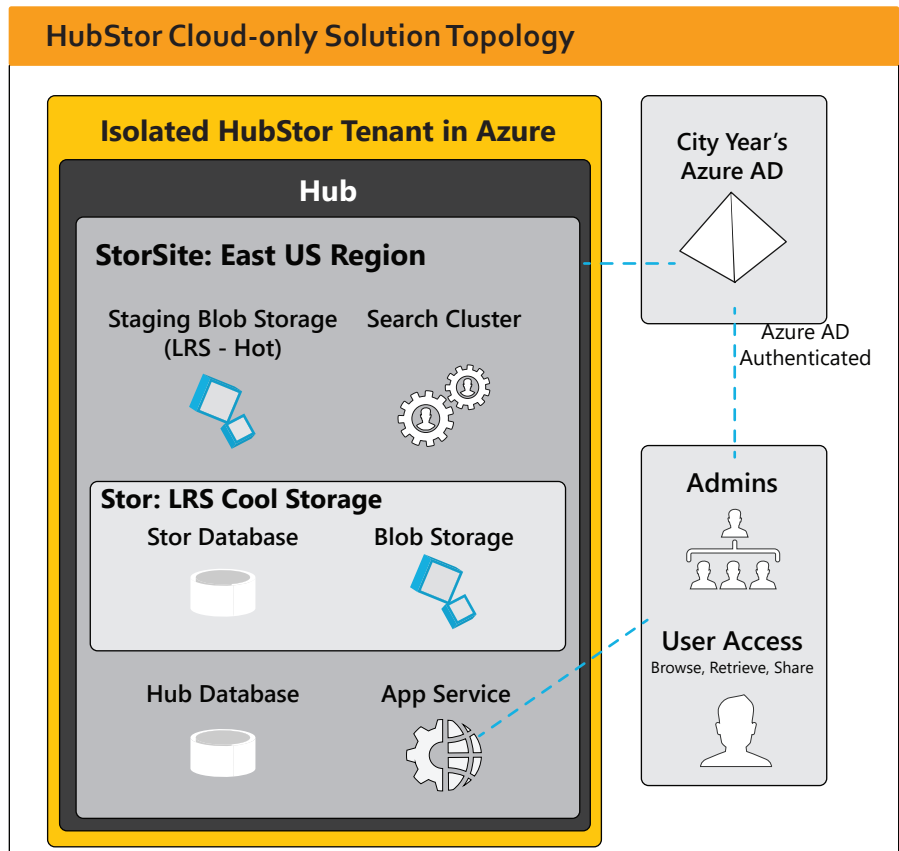 HubStor Cloud-only Solution Topology
Isolated HubStor Tenant in Azure
Hub
StorSite: East US Region
Staging Blob Storage
(LRS - Hot)
Search Cluster
Stor: LRS Cool Storage
Stor Database
Blob Storage
Hub Database
App Service
City Year’s
Azure AD
Azure AD
Authenticated
Admins
User Access
Browse, Retrieve, Share